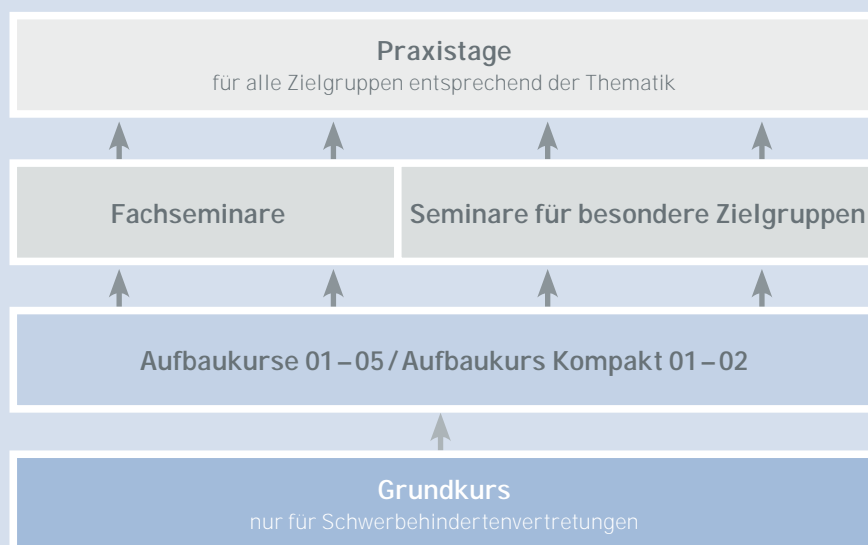 Praxistage
für alle Zielgruppen entsprechend der Thematik
Fachseminare
Seminare für besondere Zielgruppen
Aufbaukurse 01–05/Aufbaukurs Kompakt 01–02
Grundkurs
nur für Schwerbehindertenvertretungen